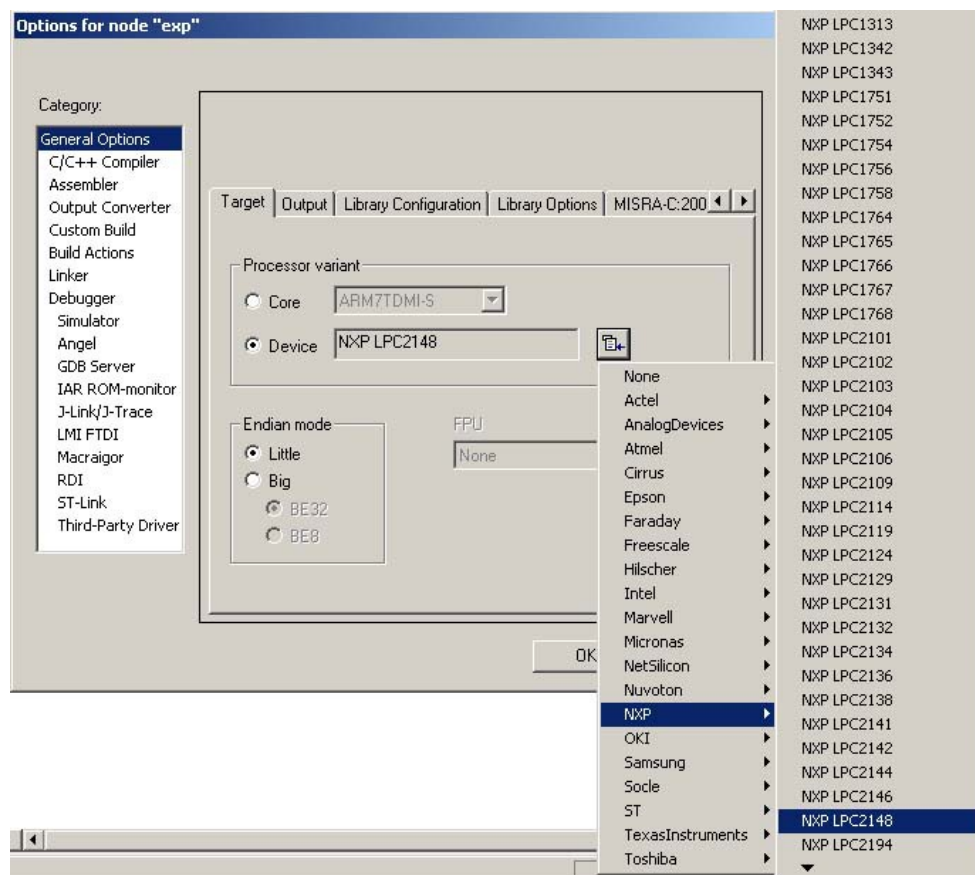 Options for node "exp"
Category:
General Options
C/C++ Compiler
Assembler
Output Converter
Custom Build
Build Actions
Linker
Debugger
Simulator
Angel
GDB Server
IAR ROM-monitor
J-Link/J-Trace
LMI FTDI
Macraigor
RDI
ST-Link
Third-Party Driver
Target Output Library Configuration Library Options MISRA-C:200
Processor variant
Core ARM7TDMI-S
Device NXP LPC2148
Endian mode
Little
Big
BE32
BE8
FPU
None
OK
None
Actel
AnalogDevices
Atmel
Cirrus
Epson
Faraday
Freescale
Hilscher
Intel
Marvell
Micronas
NetSilicon
Nuvoton
NXP
OKI
Samsung
Socle
ST
TexasInstruments
Toshiba
NXP LPC1313
NXP LPC1342
NXP LPC1343
NXP LPC1751
NXP LPC1752
NXP LPC1754
NXP LPC1756
NXP LPC1758
NXP LPC1764
NXP LPC1765
NXP LPC1766
NXP LPC1767
NXP LPC1768
NXP LPC2101
NXP LPC2102
NXP LPC2103
NXP LPC2104
NXP LPC2105
NXP LPC2106
NXP LPC2109
NXP LPC2114
NXP LPC2119
NXP LPC2124
NXP LPC2129
NXP LPC2131
NXP LPC2132
NXP LPC2134
NXP LPC2136
NXP LPC2138
NXP LPC2141
NXP LPC2142
NXP LPC2144
NXP LPC2146
NXP LPC2148
NXP LPC2194